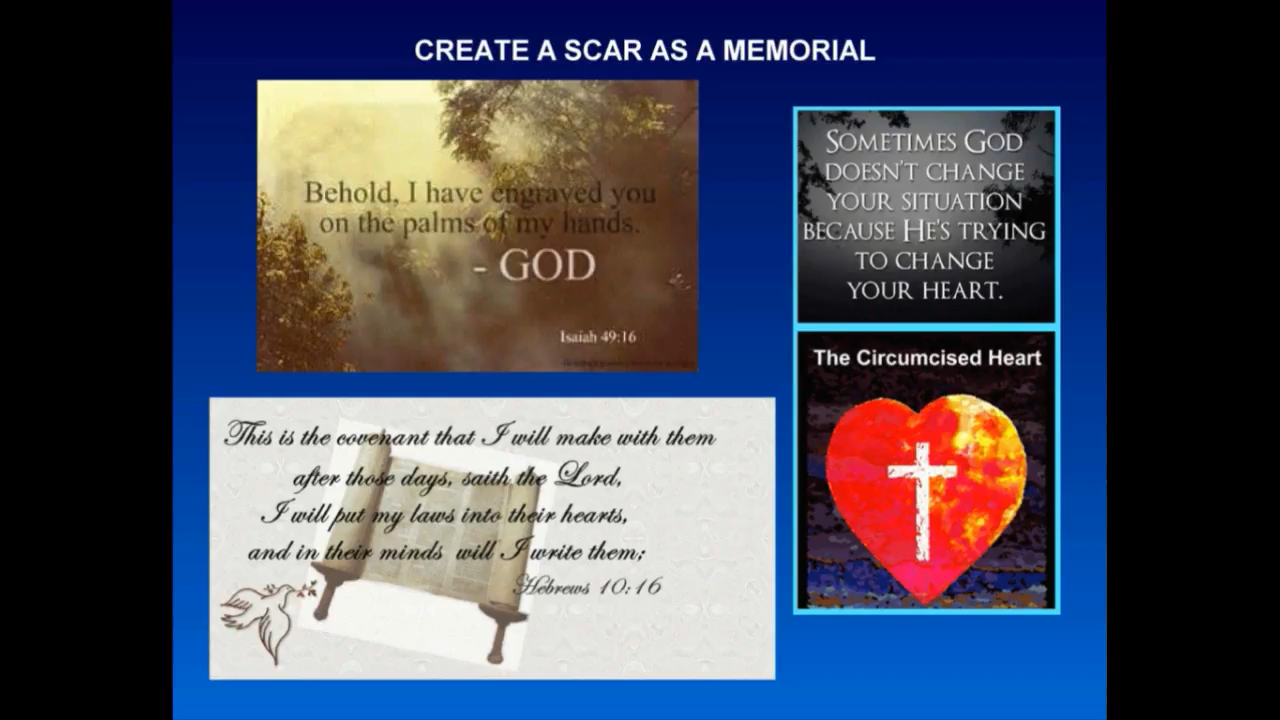 CREATE A SCAR AS A MEMORIAL
Behold, I have engraved you
on the palms of my hands.
- GOD
Isaiah 49:16
SOMETIMES GOD
DOESN'T CHANGE
YOUR SITUATION
BECAUSE HE'S TRYING
TO CHANGE
YOUR HEART.
The Circumcised Heart
This is the covenant that I will make with them
after those days, saith the Lord,
I will put my laws into their hearts,
and in their minds will I write them;
Hebrews 10:16